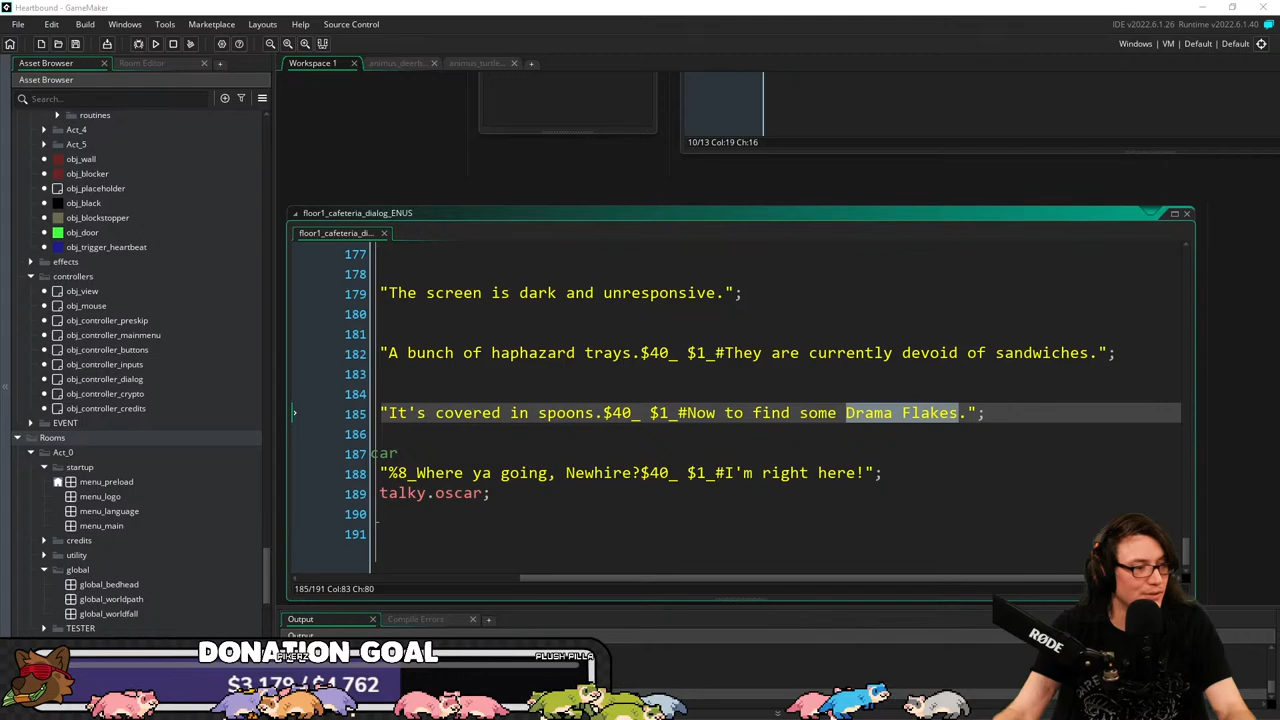 Heartbound - GameMaker
File Edit Build Windows Tools Marketplace Layouts Help Source Control
IDE v2022.6.1.26 Runtime v2022.6.1.40
Windows | VM | Default | Default
Asset Browser
Room Editor
Workspace 1
animus_deerb...
animus_turtle...
Asset Browser
Search...
routines
Act_4
Act_5
obj_wall
obj_blocker
obj_placeholder
obj_black
obj_blockstopper
obj_door
obj_trigger_heartbeat
effects
controllers
obj_view
obj_mouse
obj_controller_preskip
obj_controller_mainmenu
obj_controller_buttons
obj_controller_inputs
obj_controller_dialog
obj_controller_crypto
obj_controller_credits
EVENT
Rooms
Act_0
startup
menu_preload
menu_logo
menu_language
menu_main
credits
utility
global
global_bedhead
global_worldpath
global_worldfall
TESTER
10/13 Col:19 Ch:16
floor1_cafeteria_dialog_ENUS
floor1_cafeteria_di...
177
178
179 "The screen is dark and unresponsive.";
180
181
182 "A bunch of haphazard trays.$40_ $1_#They are currently devoid of sandwiches.";
183
184
185 "It's covered in spoons.$40_ $1_#Now to find some Drama Flakes.";
186
187 car
188 "%8_Where ya going, Newhire?$40_ $1_#I'm right here!";
189 talky.oscar;
190
191
185/191 Col:83 Ch:80
Output
Compile Errors
Output
DONATION GOAL
PIKERZ
PLUSH FILLA
$3,179 / $4,762
RØDE